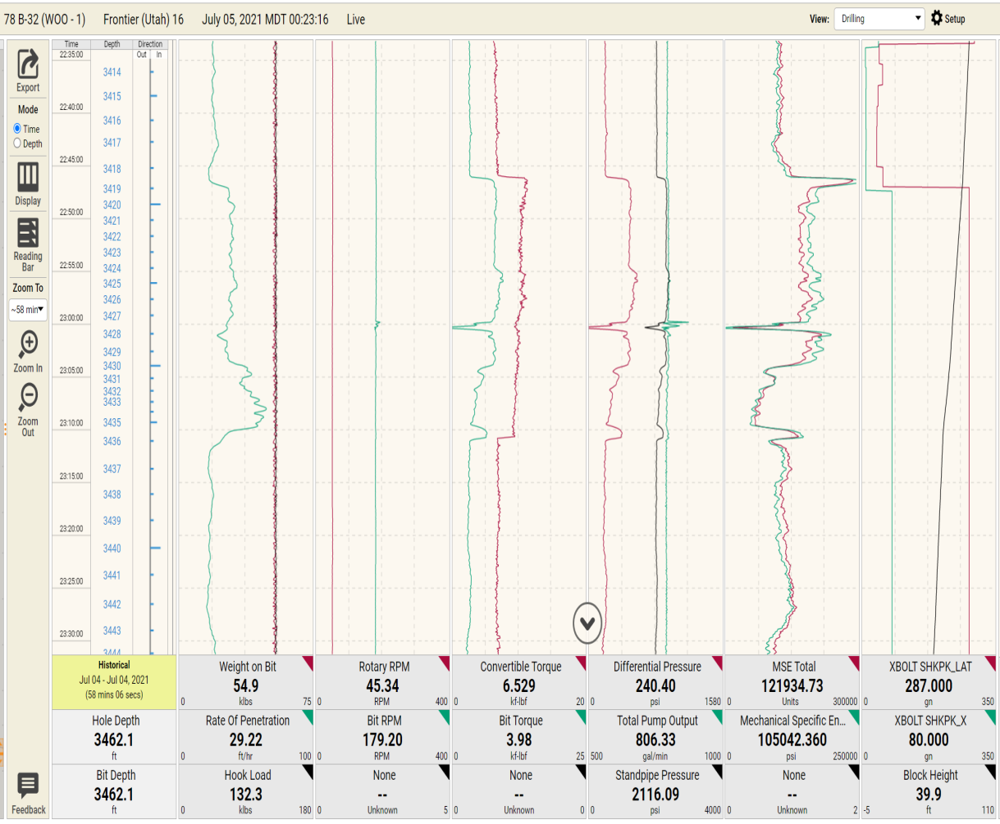 78 B-32 (WOO - 1) Frontier (Utah) 16 July 05, 2021 MDT 00:23:16 Live View: Drilling Setup
Time Depth Direction
Out In
22:35:00
3414
3415
22:40:00
3416
3417
22:45:00
3418
3419
3420
22:50:00
3421
3422
3423
22:55:00
3424
3425
3426
3427
23:00:00
3428
3429
3430
23:05:00
3431
3432
3433
23:10:00
3435
3436
3437
23:15:00
3438
3439
23:20:00
3440
3441
23:25:00
3442
3443
23:30:00
3444
Export
Mode
Time
Depth
Display
Reading
Bar
Zoom To
~58 min
Zoom In
Zoom
Out
Feedback
Historical
Jul 04 - Jul 04, 2021
(58 mins 06 secs)
Hole Depth
3462.1
ft
Bit Depth
3462.1
ft
Weight on Bit
54.9
0 klbs 75
Rate Of Penetration
29.22
0 ft/hr 100
Hook Load
132.3
0 klbs 180
Rotary RPM
45.34
0 RPM 400
Bit RPM
179.20
0 RPM 400
None
--
0 Unknown 5
Convertible Torque
6.529
0 kf-lbf 20
Bit Torque
3.98
0 kf-lbf 25
None
--
0 Unknown 0
Differential Pressure
240.40
0 psi 1580
Total Pump Output
806.33
500 gal/min 1000
Standpipe Pressure
2116.09
0 psi 4000
MSE Total
121934.73
0 Units 300000
Mechanical Specific En...
105042.360
0 psi 250000
None
--
0 Unknown 2
XBOLT SHKPK_LAT
287.000
0 gn 350
XBOLT SHKPK_X
80.000
0 gn 350
Block Height
39.9
-5 ft 110